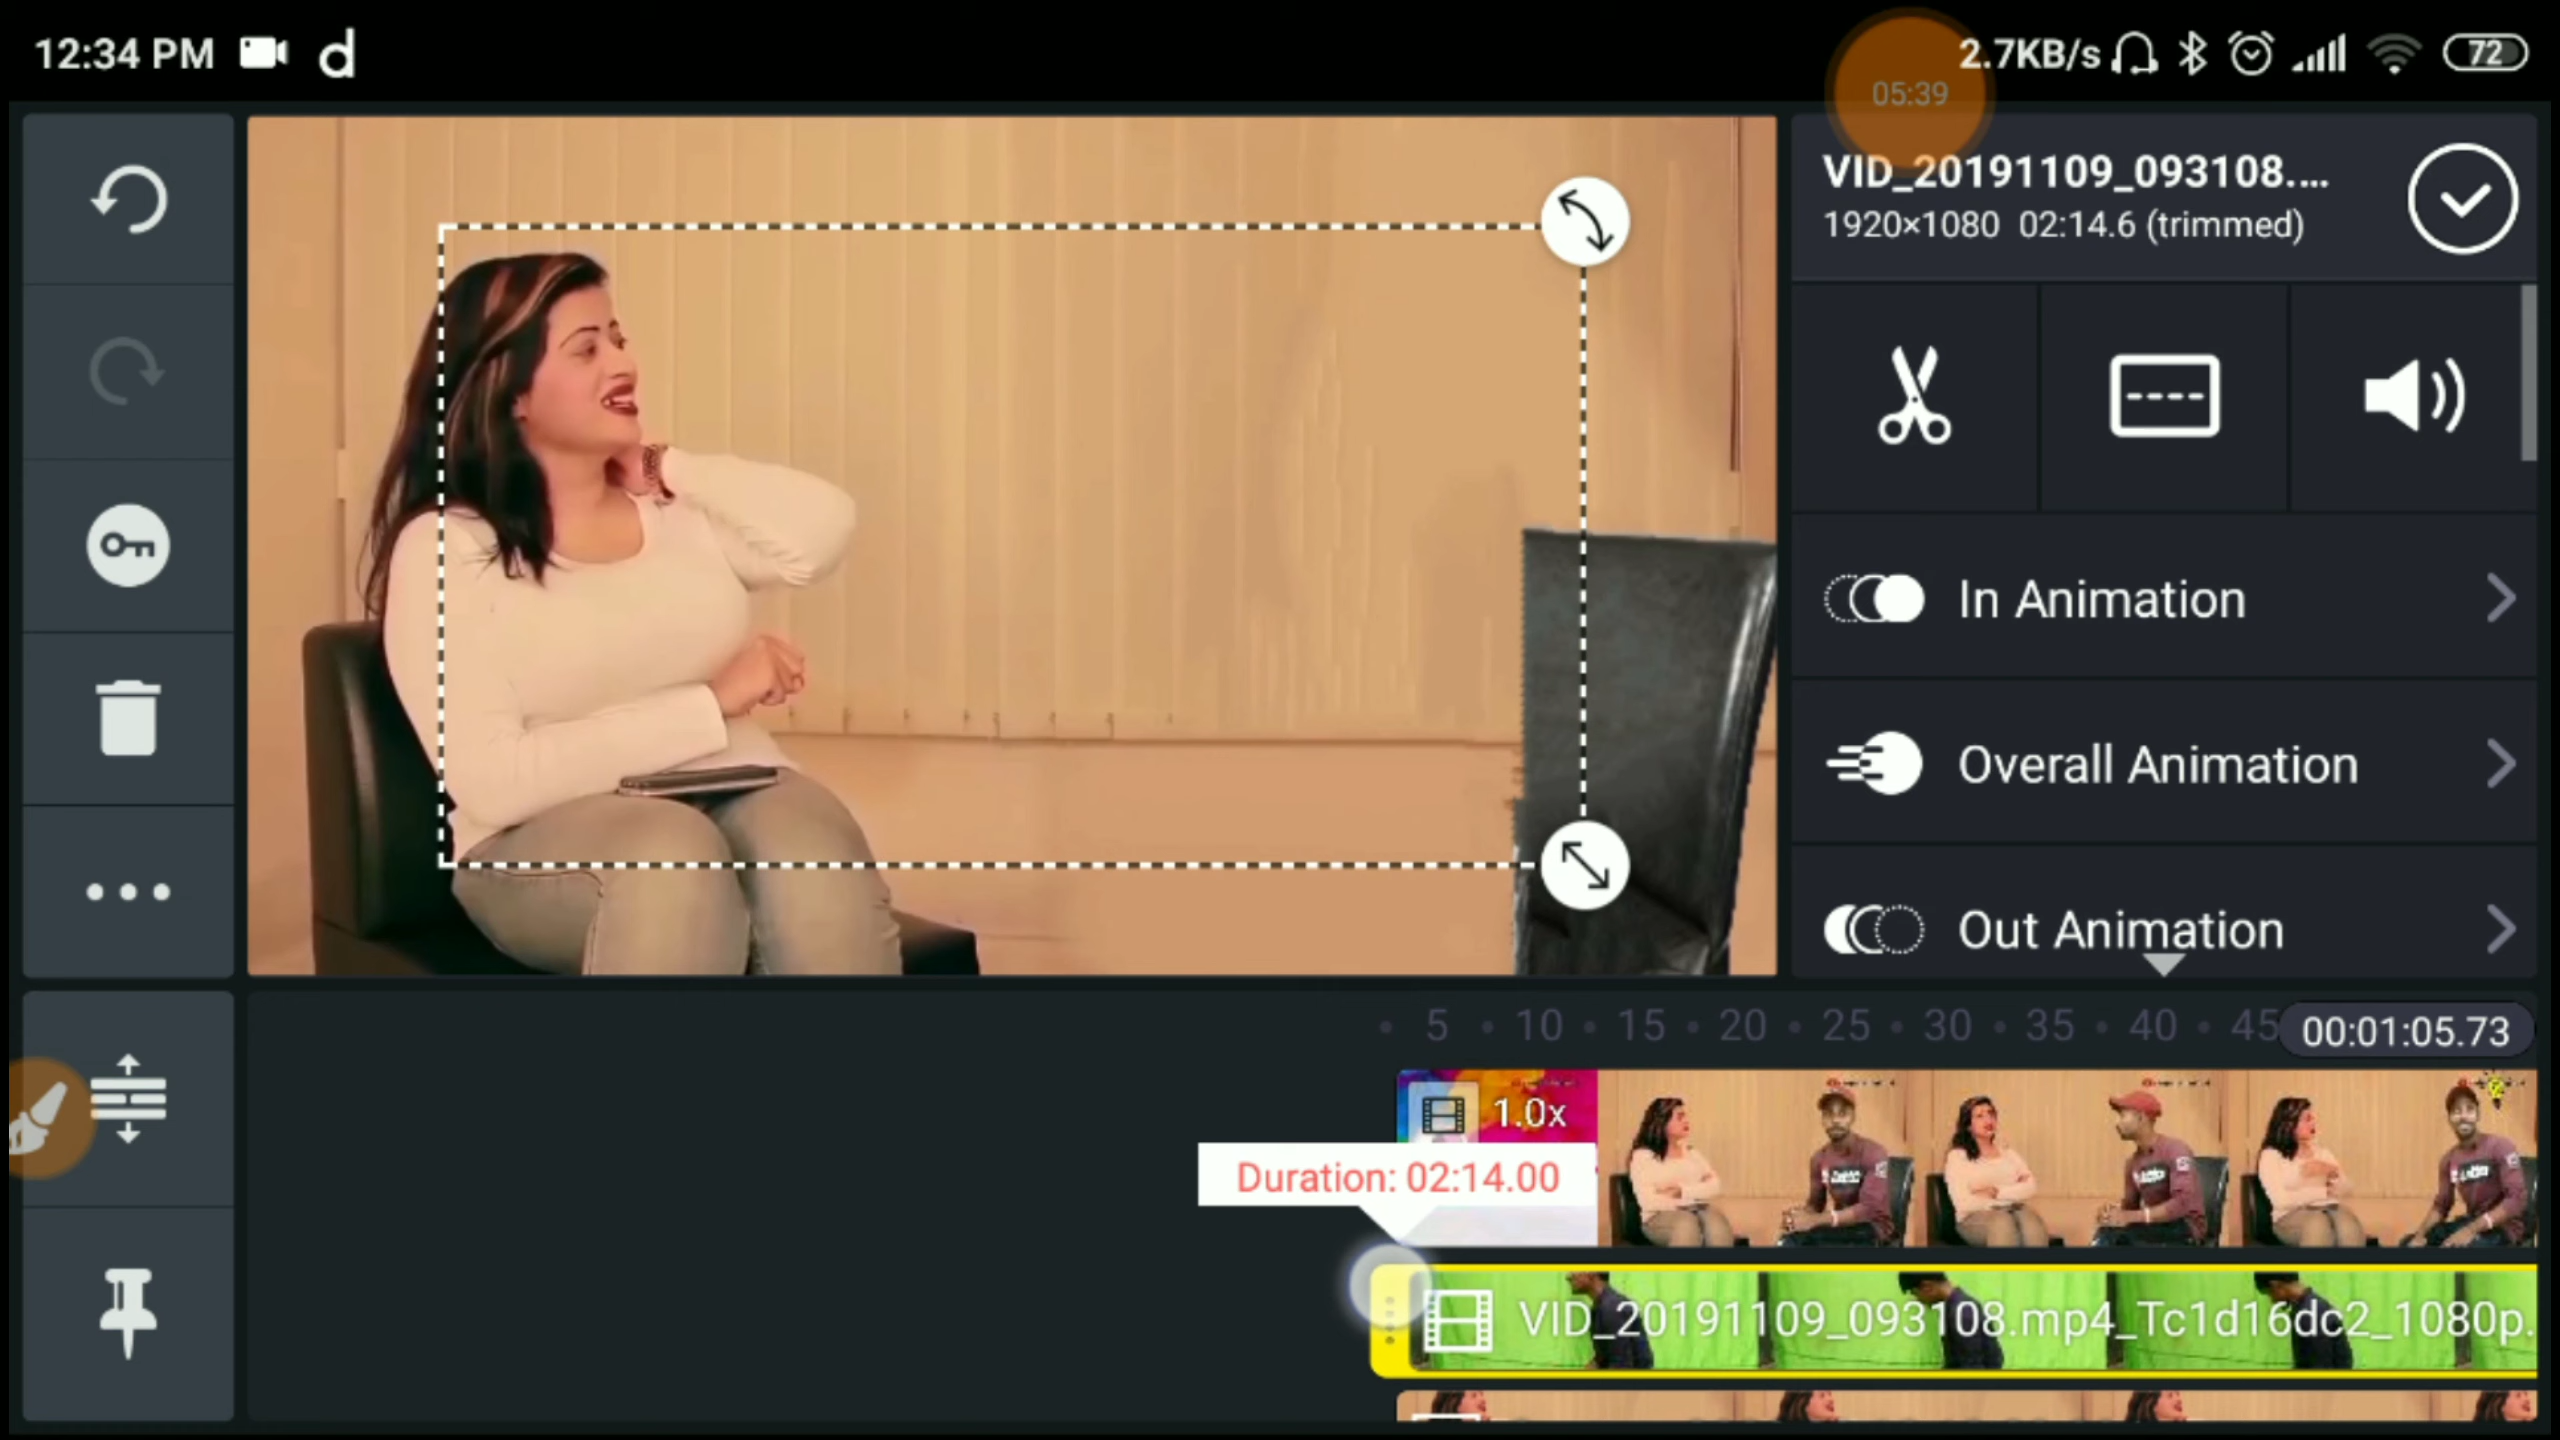 12:34 PM
2.7KB/s
72
05:39
VID_20191109_093108....
1920×1080 02:14.6 (trimmed)
In Animation
Overall Animation
Out Animation
5 10 15 20 25 30 35 40 45
00:01:05.73
1.0x
Duration: 02:14.00
VID_20191109_093108.mp4_Tc1d16dc2_1080p.